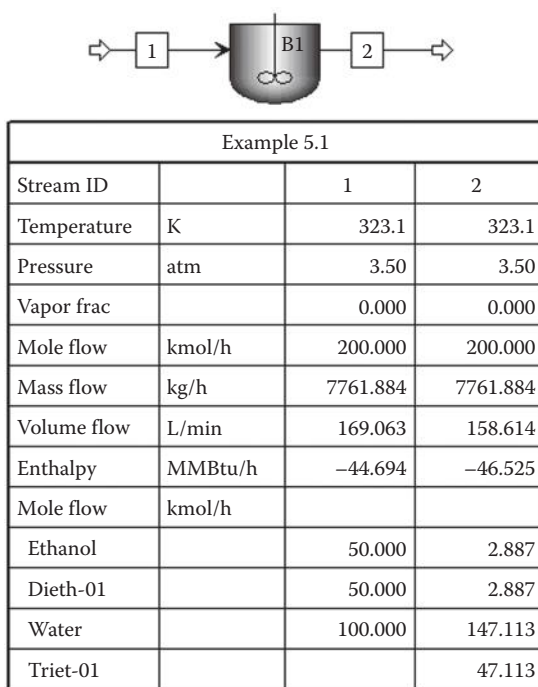 1
B1
2
Example 5.1
Stream ID 1 2
Temperature K 323.1 323.1
Pressure atm 3.50 3.50
Vapor frac 0.000 0.000
Mole flow kmol/h 200.000 200.000
Mass flow kg/h 7761.884 7761.884
Volume flow L/min 169.063 158.614
Enthalpy MMBtu/h −44.694 −46.525
Mole flow kmol/h
Ethanol 50.000 2.887
Dieth-01 50.000 2.887
Water 100.000 147.113
Triet-01 47.113